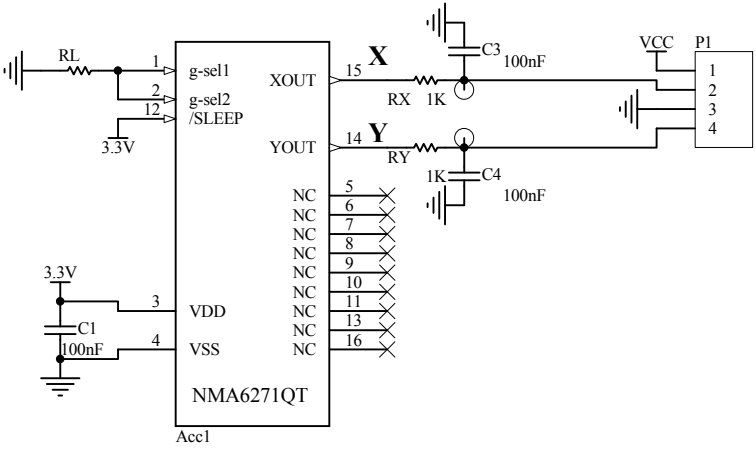 RL
1
g-sel1
2
g-sel2
12
/SLEEP
3.3V
3.3V
C1
100nF
3
VDD
4
VSS
XOUT
15
X
YOUT
14
Y
NC
5
NC
6
NC
7
NC
8
NC
9
NC
10
NC
11
NC
13
NC
16
NMA6271QT
Acc1
C3
100nF
RX
1K
RY
1K
C4
100nF
VCC
P1
1
2
3
4